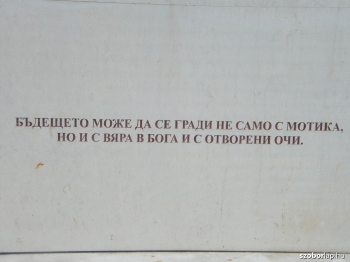 БЪДЕЩЕТО МОЖЕ ДА СЕ ГРАДИ НЕ САМО С МОТИКА,
НО И С ВЯРА В БОГА И С ОТВОРЕНИ ОЧИ.
szoborlap.hu